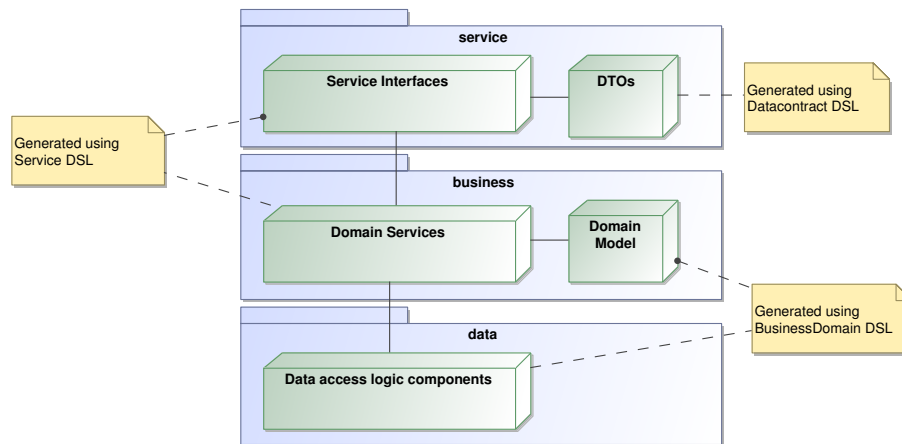 service
Service Interfaces
DTOs
Generated using
Datacontract DSL
Generated using
Service DSL
business
Domain Services
Domain
Model
Generated using
BusinessDomain DSL
data
Data access logic components